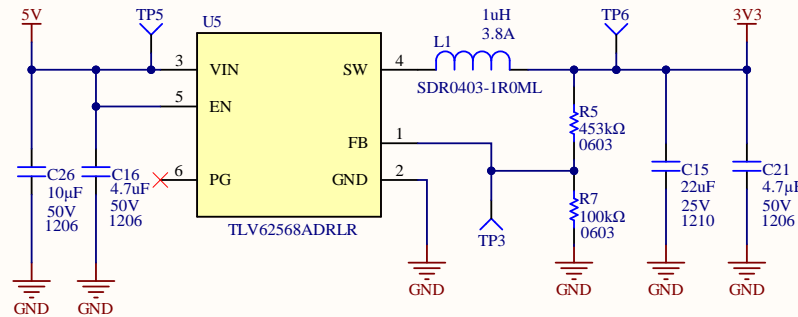 5V
TP5
U5
1uH
3.8A
TP6
3V3
L1
3
VIN
SW
4
5
EN
SDR0403-1R0ML
FB
1
R5
453kΩ
0603
6
PG
GND
2
C26
10µF
50V
1206
C16
4.7uF
50V
1206
C15
22uF
25V
1210
C21
4.7µF
50V
1206
R7
100kΩ
0603
TLV62568ADRLR
TP3
GND
GND
GND
GND
GND
GND